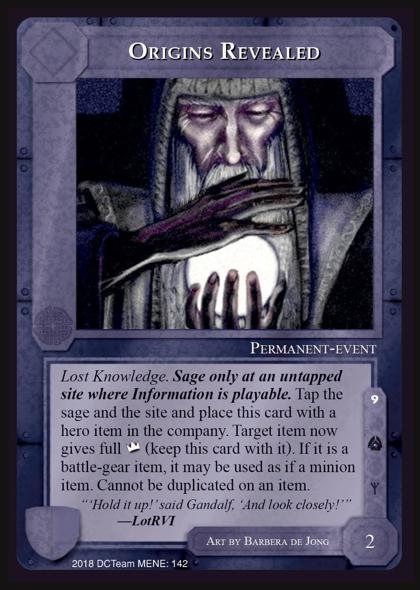 ORIGINS REVEALED
PERMANENT-EVENT
Lost Knowledge. Sage only at an untapped
site where Information is playable. Tap the
sage and the site and place this card with a
hero item in the company. Target item now
gives full (keep this card with it). If it is a
battle-gear item, it may be used as if a minion
item. Cannot be duplicated on an item.
“‘Hold it up!’ said Gandalf, ‘And look closely!’”
—LotRVI
9
ART BY BARBERA DE JONG
2
2018 DCTeam MENE: 142